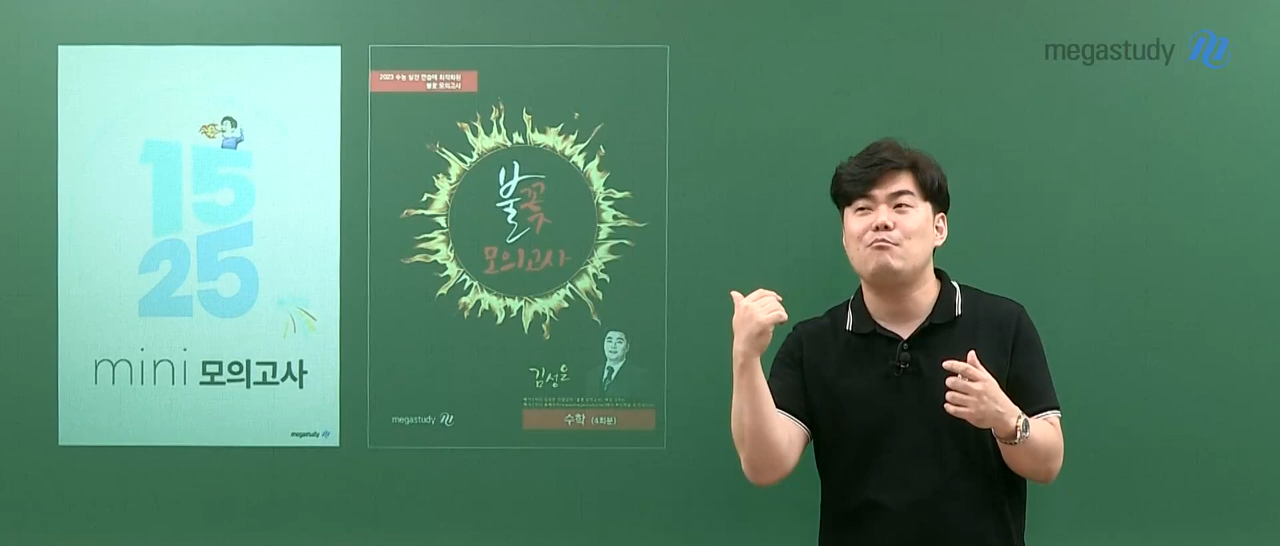 megastudy
15
25
mini 모의고사
megastudy
2023 수능 실전 연습에 최적화된
불꽃 모의고사
불꽃
모의고사
김성은
megastudy
수학 (4회분)